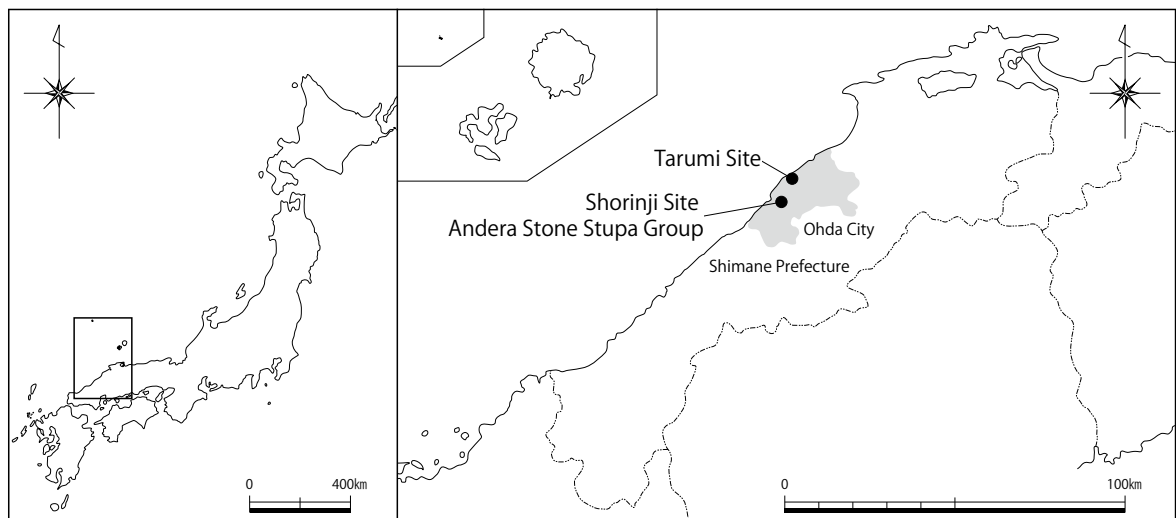 0
400㎞
Tarumi Site
Shorinji Site
Andera Stone Stupa Group
Ohda City
Shimane Prefecture
0
100㎞